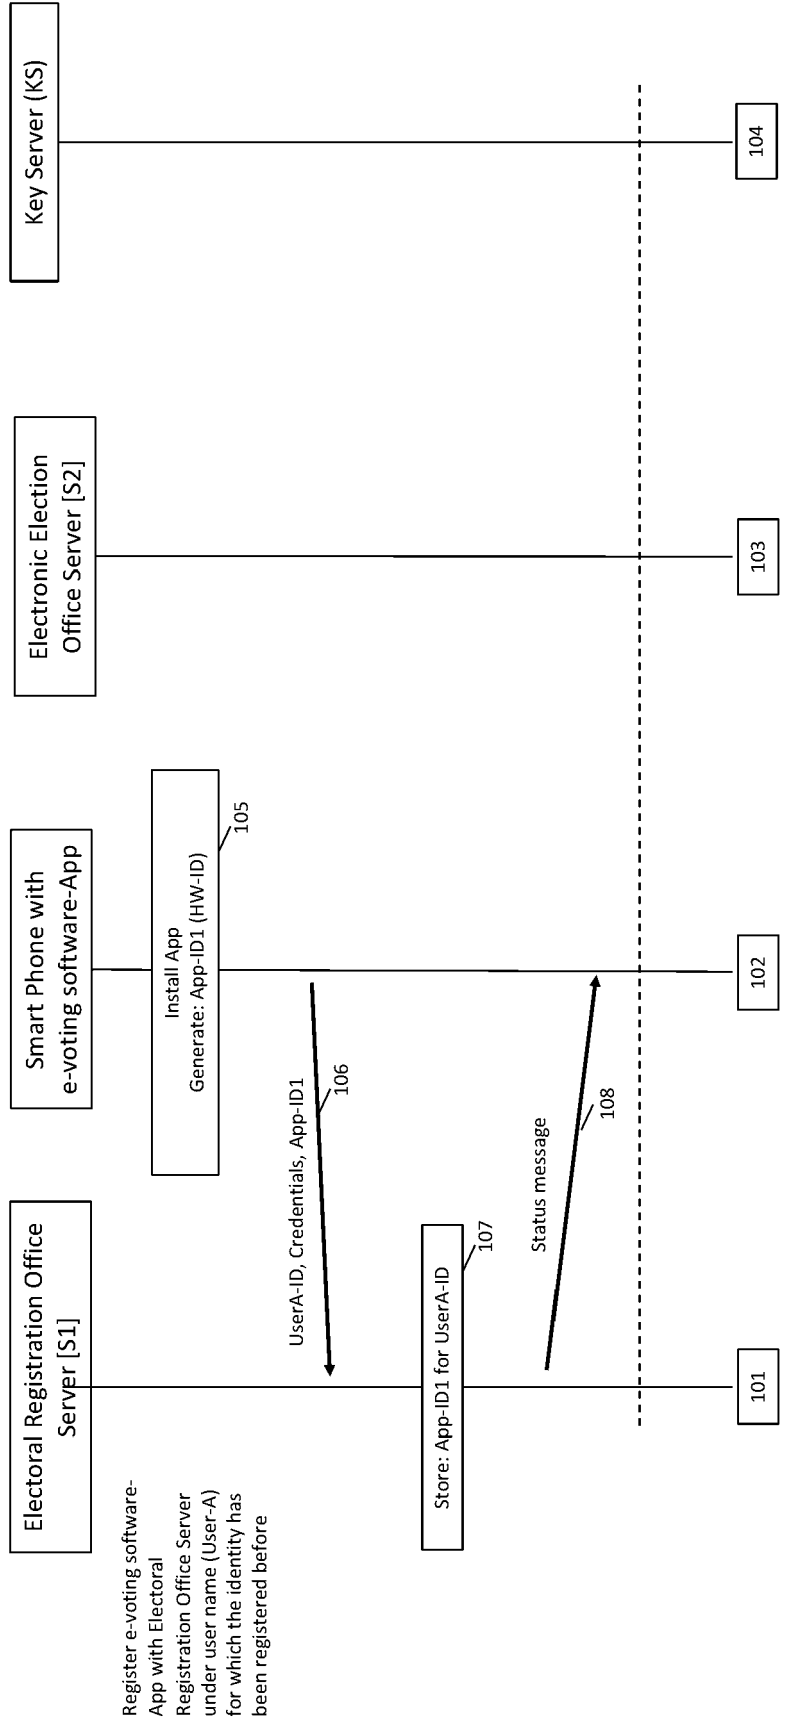 Electoral Registration Office
Server [S1]
Smart Phone with
e-voting software-App
Electronic Election
Office Server [S2]
Key Server (KS)
Register e-voting software-
App with Electoral
Registration Office Server
under user name (User-A)
for which the identity has
been registered before
Install App
Generate: App-ID1 (HW-ID)
105
UserA-ID, Credentials, App-ID1
106
Store: App-ID1 for UserA-ID
107
Status message
108
101
102
103
104